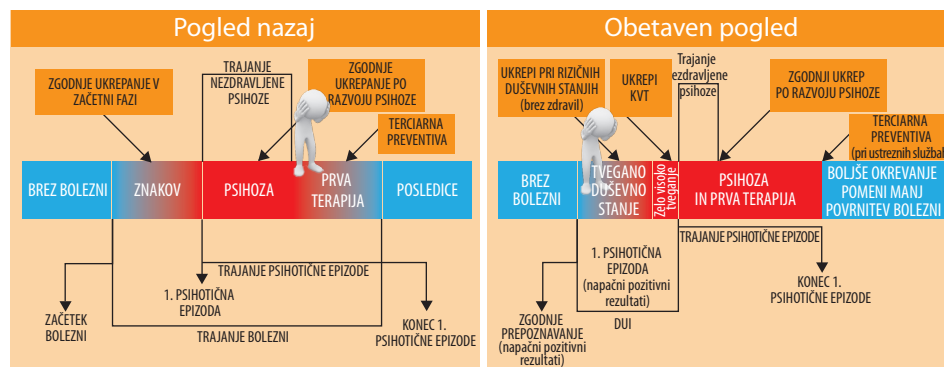 Pogled nazaj
ZGODNJE UKREPANJE V
ZAČETNI FAZI
TRAJANJE
NEZDRAVLJENE
PSIHOZE
ZGODNJE
UKREPANJE PO
RAZVOJU PSIHOZE
TERCIARNA
PREVENTIVA
BREZ BOLEZNI
ZNAKOV
PSIHOZA
PRVA
TERAPIJA
POSLEDICE
TRAJANJE PSIHOTIČNE EPIZODE
ZAČETEK
BOLEZNI
1. PSIHOTIČNA
EPIZODA
TRAJANJE BOLEZNI
KONEC 1.
PSIHOTIČNE EPIZODE
Obetaven pogled
UKREPI PRI RIZIČNIH
DUŠEVNIH STANJIH
(brez zdravil)
UKREPI
KVT
Trajanje
nezdravljene
psihoze
ZGODNJI UKREP
PO RAZVOJU PSIHOZE
TERCIARNA
PREVENTIVA
(pri ustreznih službal
BREZ
BOLEZNI
TVEGANO
DUŠEVNO
STANJE
Zelo visoko
tveganje
PSIHOZA
IN PRVA TERAPIJA
BOLJŠE OKREVANJE
POMENI MANJ
POVRNITEV BOLEZNI
TRAJANJE PSIHOTIČNE EPIZODE
1. PSIHOTIČNA
EPIZODA
(napačni pozitivni
rezultati)
KONEC 1.
PSIHOTIČNE EPIZODE
ZGODNJE
PREPOZNAVANJE
(napačni pozitivni
rezultati)
DUI